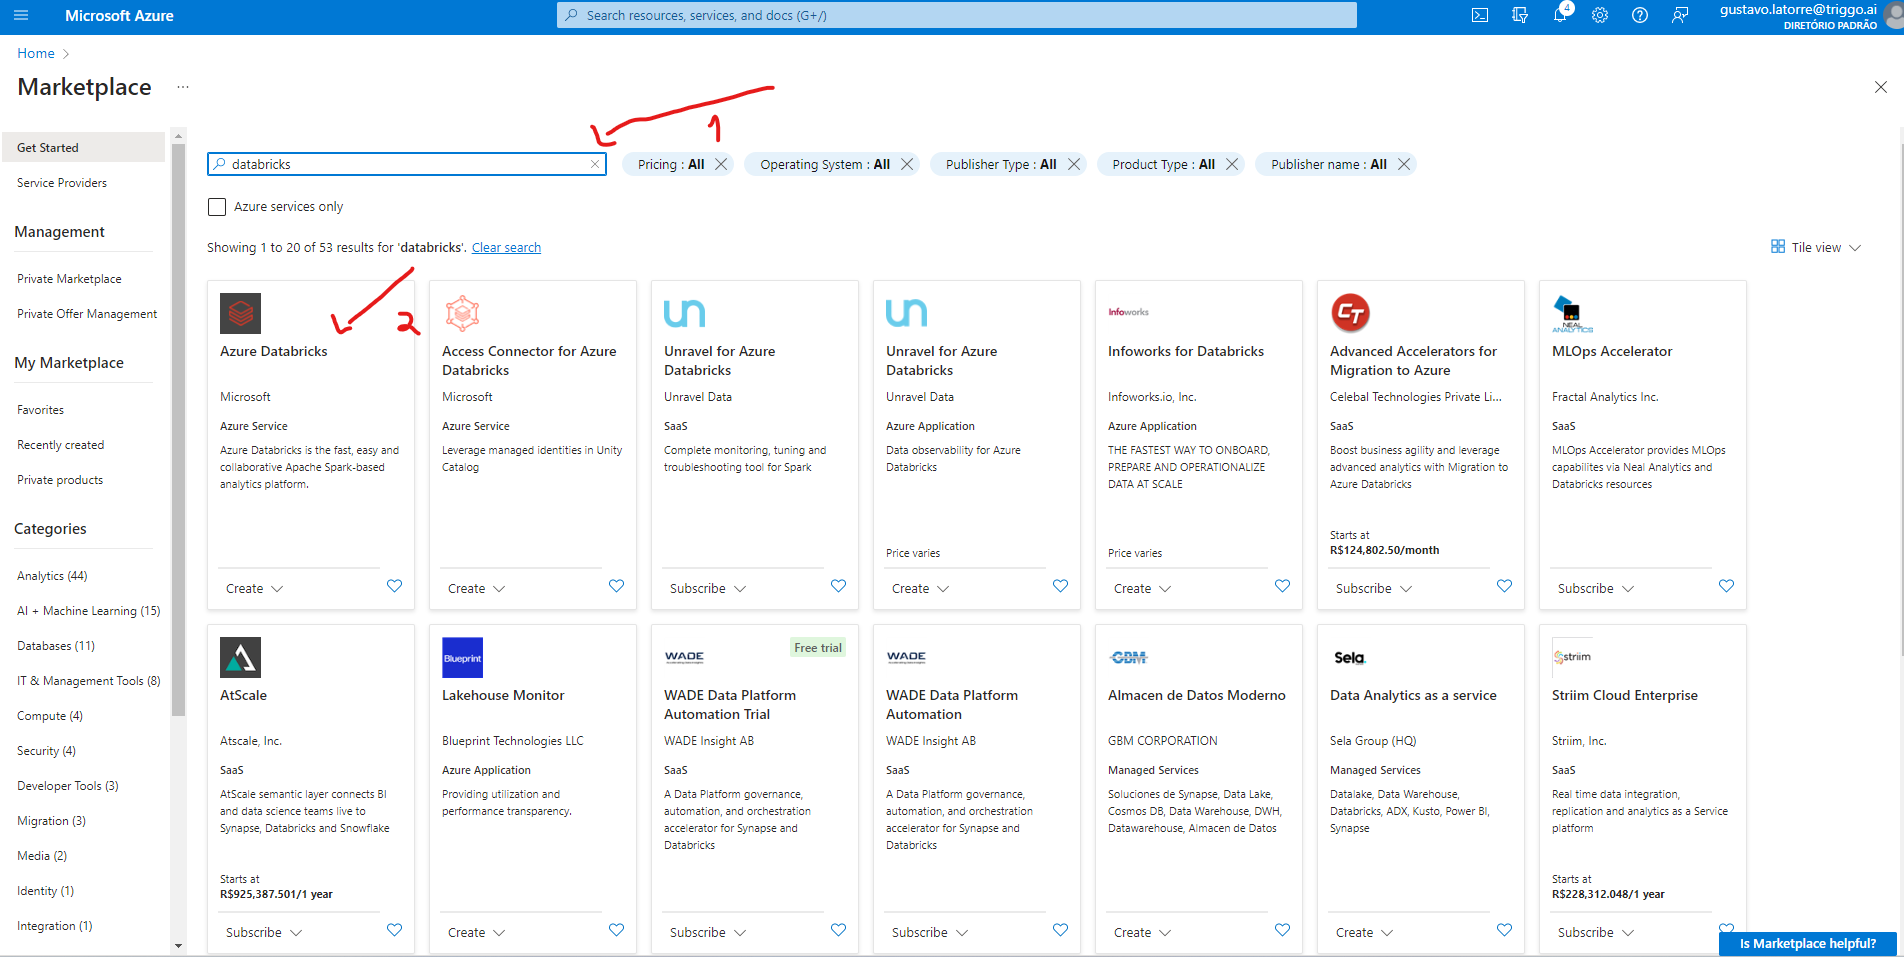 Microsoft Azure
Search resources, services, and docs (G+/)
4
gustavo.latorre@triggo.ai
DIRETÓRIO PADRÃO
Home
Marketplace
Get Started
Service Providers
Management
Private Marketplace
Private Offer Management
My Marketplace
Favorites
Recently created
Private products
Categories
Analytics (44)
AI + Machine Learning (15)
Databases (11)
IT & Management Tools (8)
Compute (4)
Security (4)
Developer Tools (3)
Migration (3)
Media (2)
Identity (1)
Integration (1)
1
databricks
Pricing : All
Operating System : All
Publisher Type : All
Product Type : All
Publisher name : All
Azure services only
Showing 1 to 20 of 53 results for 'databricks'. Clear search
Tile view
2
Azure Databricks
Microsoft
Azure Service
Azure Databricks is the fast, easy and
collaborative Apache Spark-based
analytics platform.
Create
Access Connector for Azure
Databricks
Microsoft
Azure Service
Leverage managed identities in Unity
Catalog
Create
un
Unravel for Azure
Databricks
Unravel Data
SaaS
Complete monitoring, tuning and
troubleshooting tool for Spark
Subscribe
un
Unravel for Azure
Databricks
Unravel Data
Azure Application
Data observability for Azure
Databricks
Price varies
Create
Infoworks
Infoworks for Databricks
Infoworks.io, Inc.
Azure Application
THE FASTEST WAY TO ONBOARD,
PREPARE AND OPERATIONALIZE
DATA AT SCALE
Price varies
Create
CT
Advanced Accelerators for
Migration to Azure
Celebal Technologies Private Li...
SaaS
Boost business agility and leverage
advanced analytics with Migration to
Azure Databricks
Starts at
R$124,802.50/month
Subscribe
NEAL
ANALYTICS
MLOps Accelerator
Fractal Analytics Inc.
SaaS
MLOps Accelerator provides MLOps
capabilites via Neal Analytics and
Databricks resources
Subscribe
AtScale
Atscale, Inc.
SaaS
AtScale semantic layer connects BI
and data science teams live to
Synapse, Databricks and Snowflake
Starts at
R$925,387.501/1 year
Subscribe
Blueprint
Lakehouse Monitor
Blueprint Technologies LLC
Azure Application
Providing utilization and
performance transparency.
Create
WADE
Free trial
WADE Data Platform
Automation Trial
WADE Insight AB
SaaS
A Data Platform governance,
automation, and orchestration
accelerator for Synapse and
Databricks
Subscribe
WADE
WADE Data Platform
Automation
WADE Insight AB
SaaS
A Data Platform governance,
automation, and orchestration
accelerator for Synapse and
Databricks
Subscribe
GBM
Almacen de Datos Moderno
GBM CORPORATION
Managed Services
Soluciones de Synapse, Data Lake,
Cosmos DB, Data Warehouse, DWH,
Datawarehouse, Almacen de Datos
Create
Sela
Data Analytics as a service
Sela Group (HQ)
Managed Services
Datalake, Data Warehouse,
Databricks, ADX, Kusto, Power BI,
Synapse
Create
striim
Striim Cloud Enterprise
Striim, Inc.
SaaS
Real time data integration,
replication and analytics as a Service
platform
Starts at
R$228,312.048/1 year
Subscribe
Is Marketplace helpful?